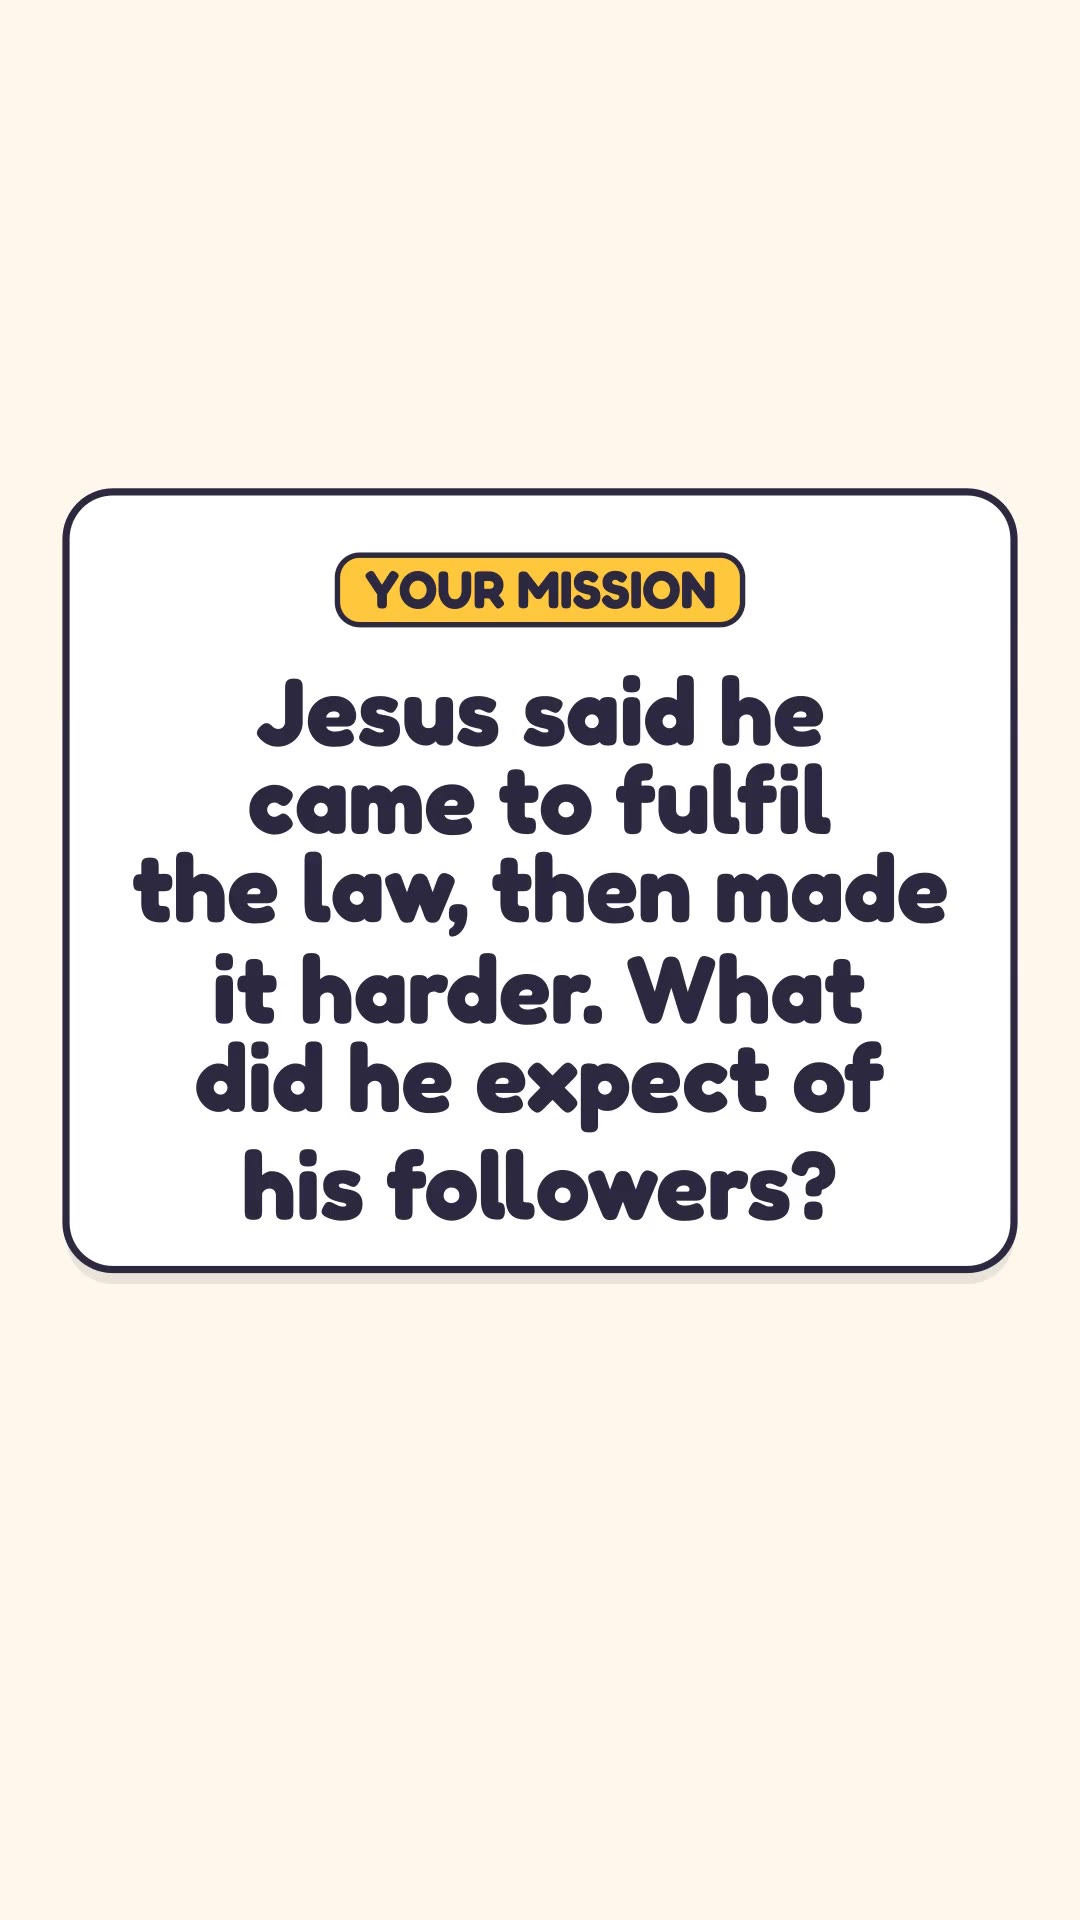 YOUR MISSION
Jesus said he
came to fulfil
the law, then made
it harder. What
did he expect of
his followers?